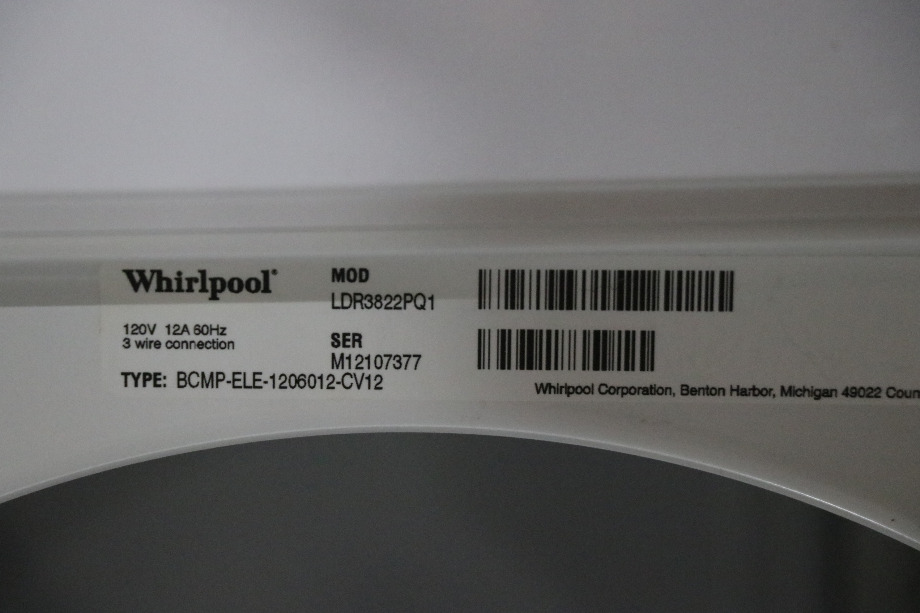 Whirlpool®
MOD
LDR3822PQ1
120V 12A 60Hz
3 wire connection
SER
M12107377
TYPE: BCMP-ELE-1206012-CV12
Whirlpool Corporation, Benton Harbor, Michigan 49022 Coun